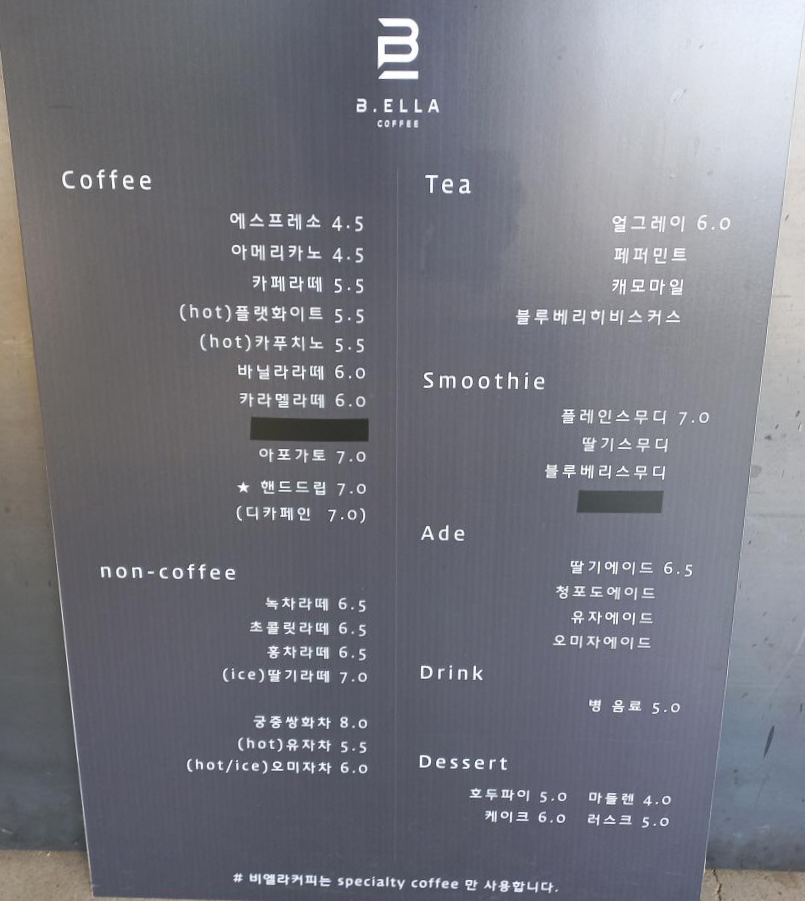 B.ELLA
COFFEE
Coffee
에스프레소 4.5
아메리카노 4.5
카페라떼 5.5
(hot)플랫화이트 5.5
(hot)카푸치노 5.5
바닐라라떼 6.0
카라멜라떼 6.0
아포가토 7.0
★ 핸드드립 7.0
(디카페인 7.0)
non-coffee
녹차라떼 6.5
초콜릿라떼 6.5
홍차라떼 6.5
(ice)딸기라떼 7.0
궁중쌍화차 8.0
(hot)유자차 5.5
(hot/ice)오미자차 6.0
Tea
얼그레이 6.0
페퍼민트
캐모마일
블루베리히비스커스
Smoothie
플레인스무디 7.0
딸기스무디
블루베리스무디
Ade
딸기에이드 6.5
청포도에이드
유자에이드
오미자에이드
Drink
병 음료 5.0
Dessert
호두파이 5.0 마들렌 4.0
케이크 6.0 러스크 5.0
# 비엘라커피는 specialty coffee 만 사용합니다.